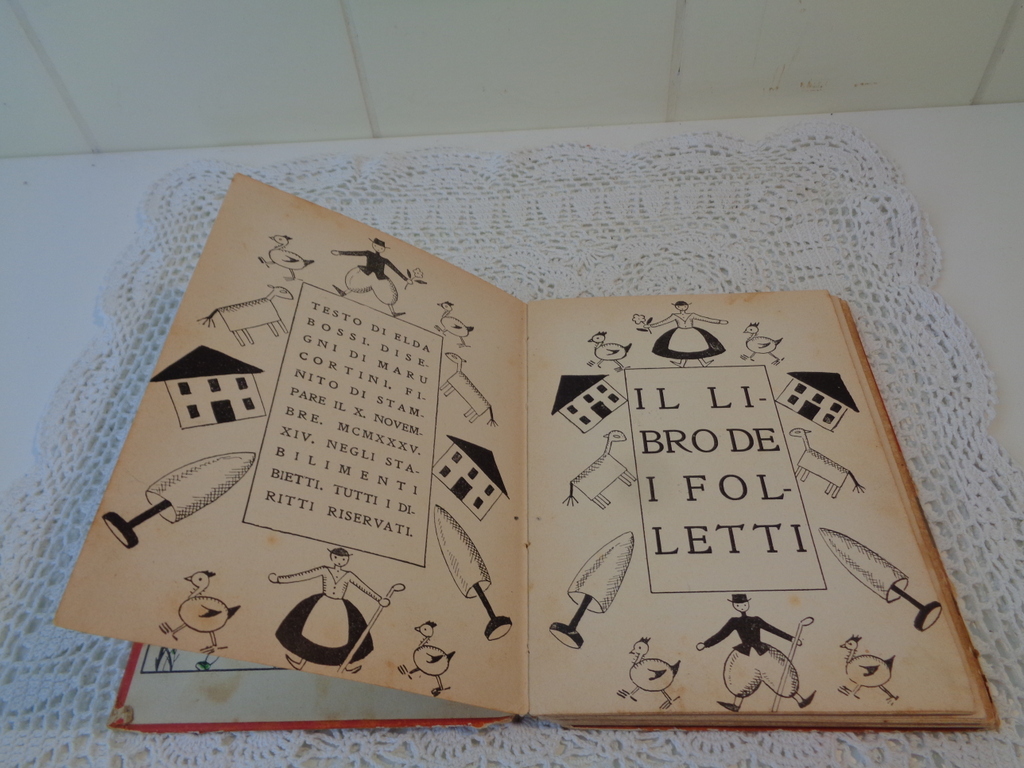 TESTO DI ELDA
BOSSI. DISE-
GNI DI MARU
CORTINI. FI-
NITO DI STAM-
PARE IL X. NOVEM-
BRE. MCMXXXV.
XIV. NEGLI STA-
BILIMENTI
BIETTI. TUTTI I DI-
RITTI RISERVATI.
IL LI-
BRO DE
I FOL-
LETTI